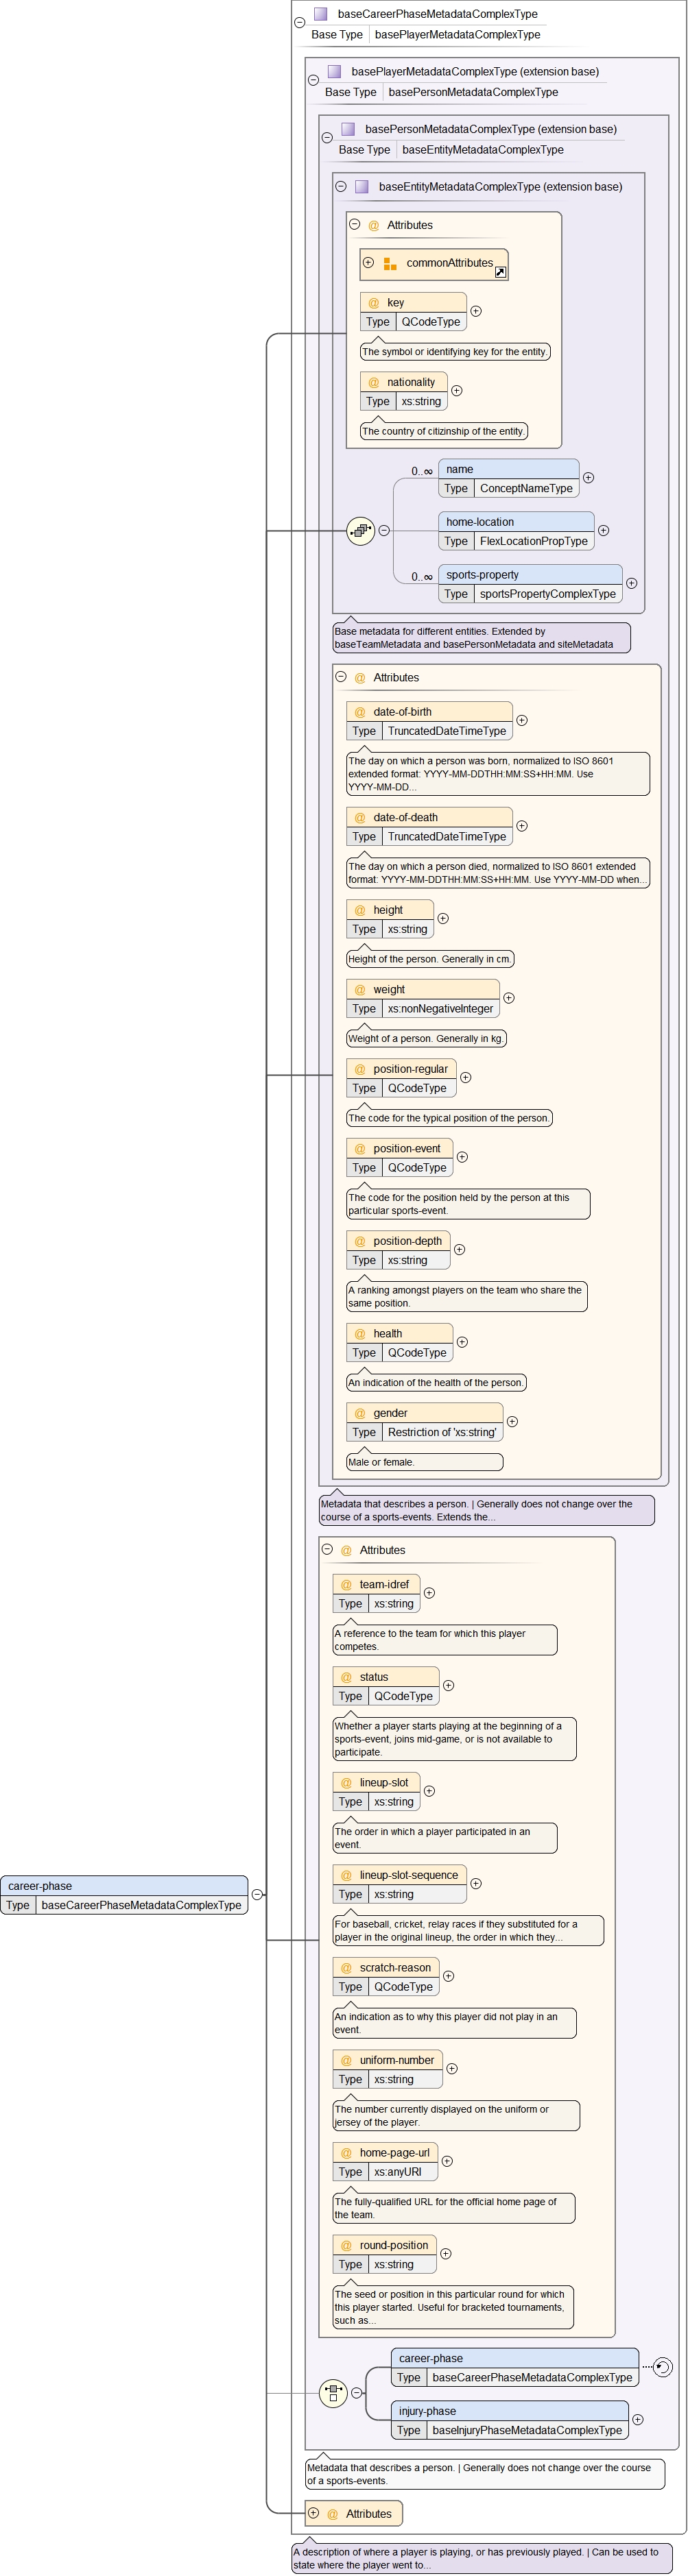 baseCareerPhaseMetadataComplexType
Base Type basePlayerMetadataComplexType
basePlayerMetadataComplexType (extension base)
Base Type basePersonMetadataComplexType
basePersonMetadataComplexType (extension base)
Base Type baseEntityMetadataComplexType
baseEntityMetadataComplexType (extension base)
@ Attributes
commonAttributes
@ key
Type QCodeType
The symbol or identifying key for the entity.
@ nationality
Type xs:string
The country of citizinship of the entity.
0..∞ name
Type ConceptNameType
home-location
Type FlexLocationPropType
0..∞ sports-property
Type sportsPropertyComplexType
Base metadata for different entities. Extended by
baseTeamMetadata and basePersonMetadata and siteMetadata
@ Attributes
@ date-of-birth
Type TruncatedDateTimeType
The day on which a person was born, normalized to ISO 8601
extended format: YYYY-MM-DDTHH:MM:SS+HH:MM. Use
YYYY-MM-DD...
@ date-of-death
Type TruncatedDateTimeType
The day on which a person died, normalized to ISO 8601 extended
format: YYYY-MM-DDTHH:MM:SS+HH:MM. Use YYYY-MM-DD when...
@ height
Type xs:string
Height of the person. Generally in cm.
@ weight
Type xs:nonNegativeInteger
Weight of a person. Generally in kg.
@ position-regular
Type QCodeType
The code for the typical position of the person.
@ position-event
Type QCodeType
The code for the position held by the person at this
particular sports-event.
@ position-depth
Type xs:string
A ranking amongst players on the team who share the
same position.
@ health
Type QCodeType
An indication of the health of the person.
@ gender
Type Restriction of 'xs:string'
Male or female.
Metadata that describes a person. | Generally does not change over the
course of a sports-events. Extends the...
@ Attributes
@ team-idref
Type xs:string
A reference to the team for which this player
competes.
@ status
Type QCodeType
Whether a player starts playing at the beginning of a
sports-event, joins mid-game, or is not available to
participate.
@ lineup-slot
Type xs:string
The order in which a player participated in an
event.
@ lineup-slot-sequence
Type xs:string
For baseball, cricket, relay races if they substituted for a
player in the original lineup, the order in which they...
career-phase
Type baseCareerPhaseMetadataComplexType
@ scratch-reason
Type QCodeType
An indication as to why this player did not play in an
event.
@ uniform-number
Type xs:string
The number currently displayed on the uniform or
jersey of the player.
@ home-page-url
Type xs:anyURI
The fully-qualified URL for the official home page of
the team.
@ round-position
Type xs:string
The seed or position in this particular round for which
this player started. Useful for bracketed tournaments,
such as...
career-phase
Type baseCareerPhaseMetadataComplexType
injury-phase
Type baseInjuryPhaseMetadataComplexType
Metadata that describes a person. | Generally does not change over the course
of a sports-events.
@ Attributes
A description of where a player is playing, or has previously played. | Can be used to
state where the player went to...